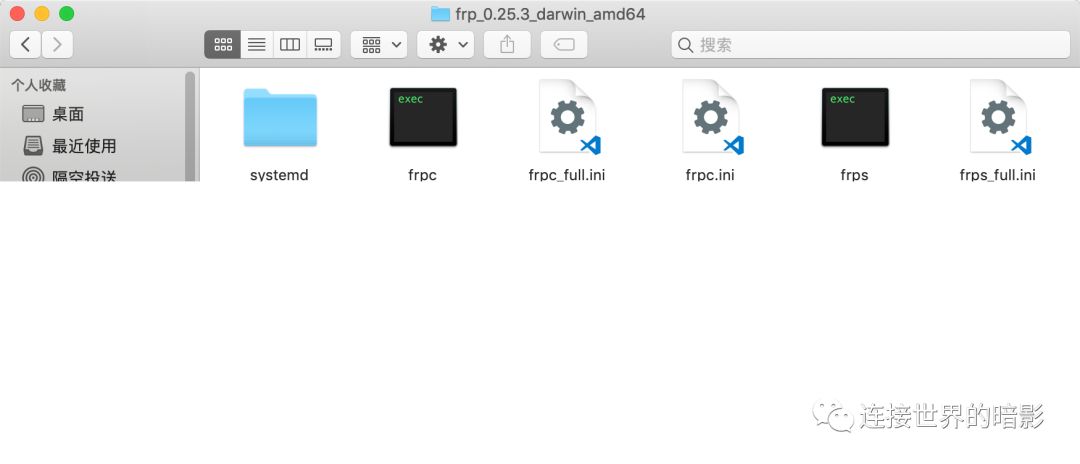 frp_0.25.3_darwin_amd64
搜索
个人收藏
桌面
最近使用
隔空投送
exec
exec
systemd
frpc
frpc_full.ini
frpc.ini
frps
frps_full.ini
连接世界的暗影